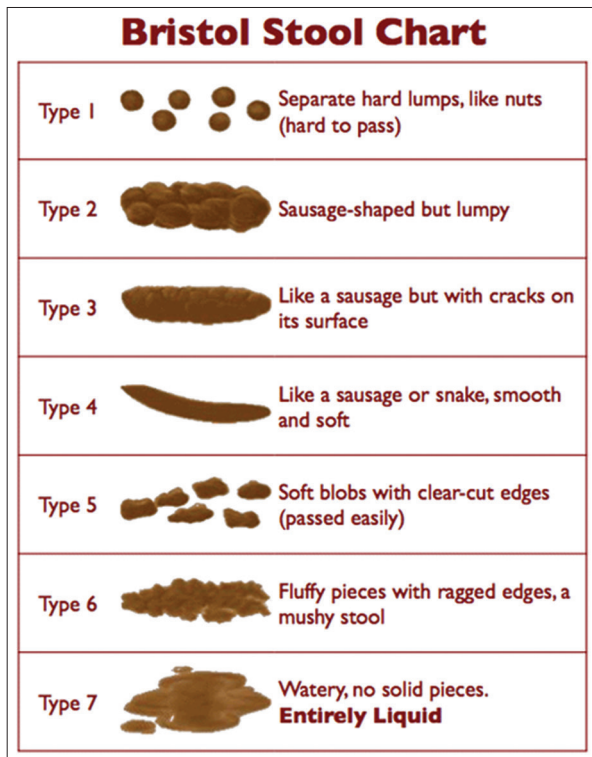 Bristol Stool Chart
Type 1
Separate hard lumps, like nuts
(hard to pass)
Type 2
Sausage-shaped but lumpy
Type 3
Like a sausage but with cracks on
its surface
Type 4
Like a sausage or snake, smooth
and soft
Type 5
Soft blobs with clear-cut edges
(passed easily)
Type 6
Fluffy pieces with ragged edges, a
mushy stool
Type 7
Watery, no solid pieces.
Entirely Liquid